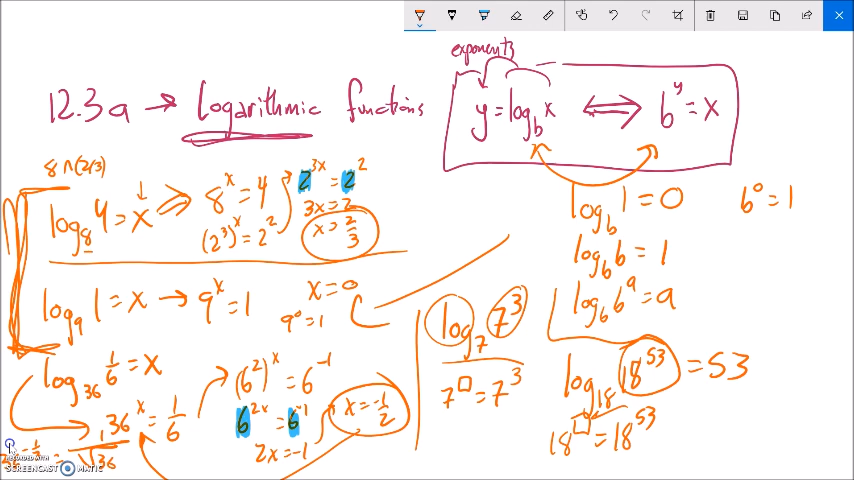 exponents
12.3a → Logarithmic functions
y = log_b x ⟺ b^y = x
8 ∧ (2/3)
log_8 4 = x ⇒ 8^x = 4
(2^3)^x = 2^2
2^3x = 2^2
3x = 2
x = 2/3
log_b 1 = 0 b^0 = 1
log_b b = 1
log_b b^a = a
log_9 1 = x → 9^x = 1
x = 0
9^0 = 1
log_36 1/6 = x
36^x = 1/6
(6^2)^x = 6^-1
6^2x = 6^-1
2x = -1
x = -1/2
1/√36
log_7 7^3
7^□ = 7^3
log_18 18^53 = 53
18^□ = 18^53
RECORDED WITH
SCREENCAST MATIC